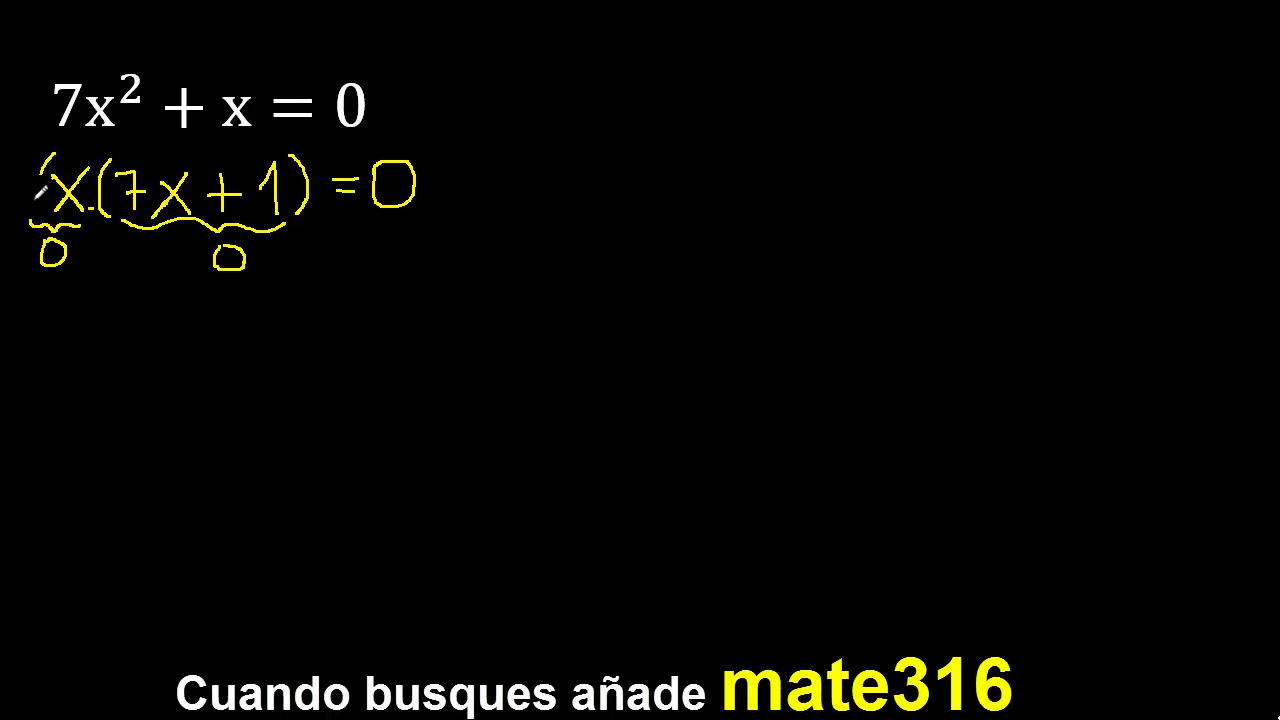 7x² + x = 0
x.(7x + 1) = 0
0 0
Cuando busques añade mate316